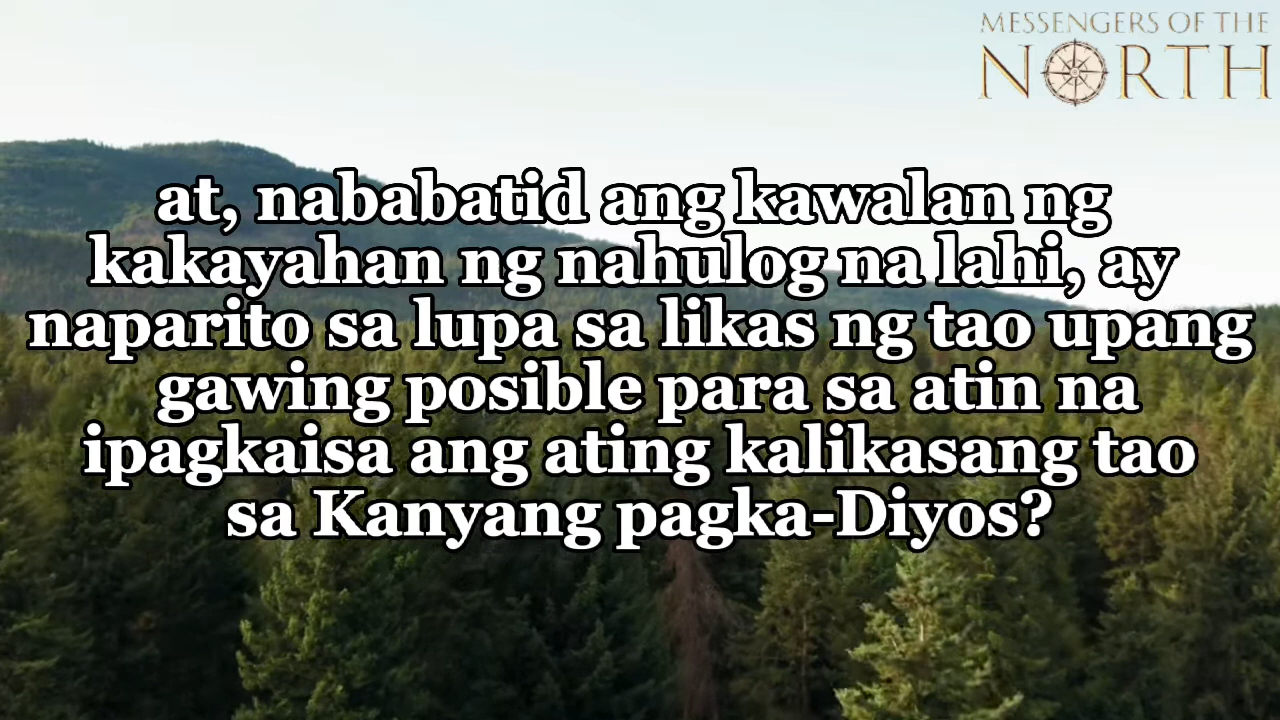 MESSENGERS OF THE
NORTH
at, nababatid ang kawalan ng
kakayahan ng nahulog na lahi, ay
naparito sa lupa sa likas ng tao upang
gawing posible para sa atin na
ipagkaisa ang ating kalikasang tao
sa Kanyang pagka-Diyos?